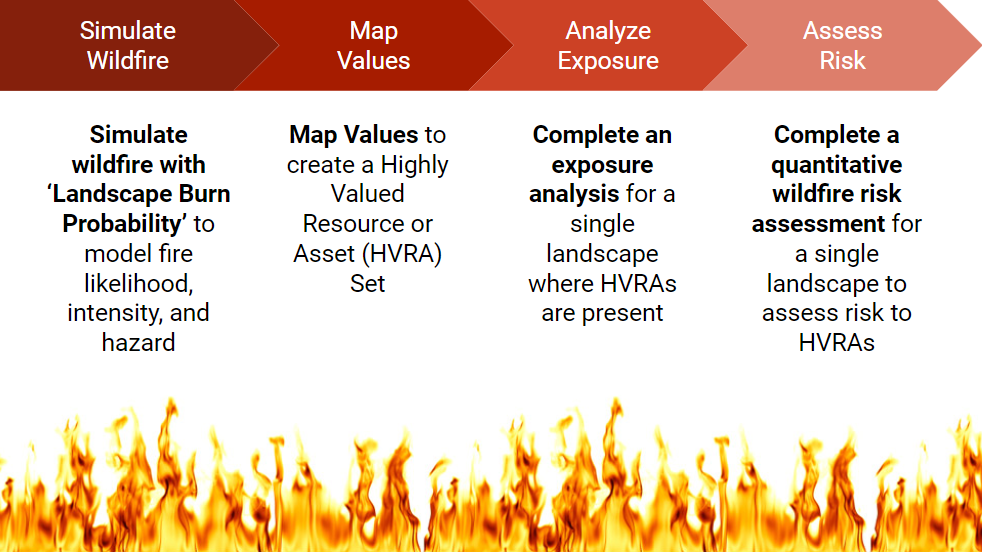 Simulate
Wildfire
Map
Values
Analyze
Exposure
Assess
Risk
Simulate
wildfire with
‘Landscape Burn
Probability’ to
model fire
likelihood,
intensity, and
hazard
Map Values to
create a Highly
Valued
Resource or
Asset (HVRA)
Set
Complete an
exposure
analysis for a
single
landscape
where HVRAs
are present
Complete a
quantitative
wildfire risk
assessment for
a single
landscape to
assess risk to
HVRAs